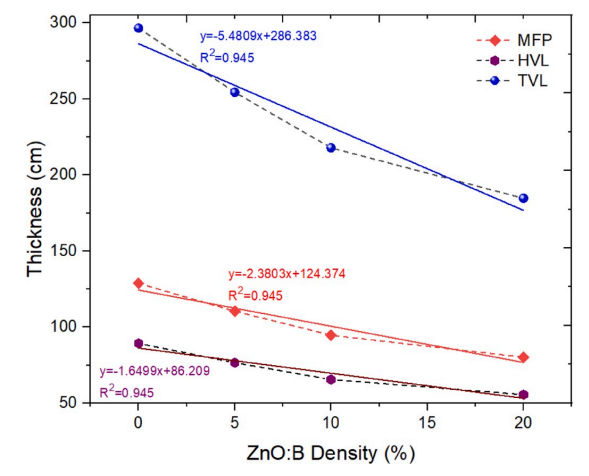 300
250
200
150
100
50
0
5
10
15
20
Thickness (cm)
ZnO:B Density (%)
y=-5.4809x+286.383
R²=0.945
MFP
HVL
TVL
y=-2.3803x+124.374
R²=0.945
y=-1.6499x+86.209
R²=0.945